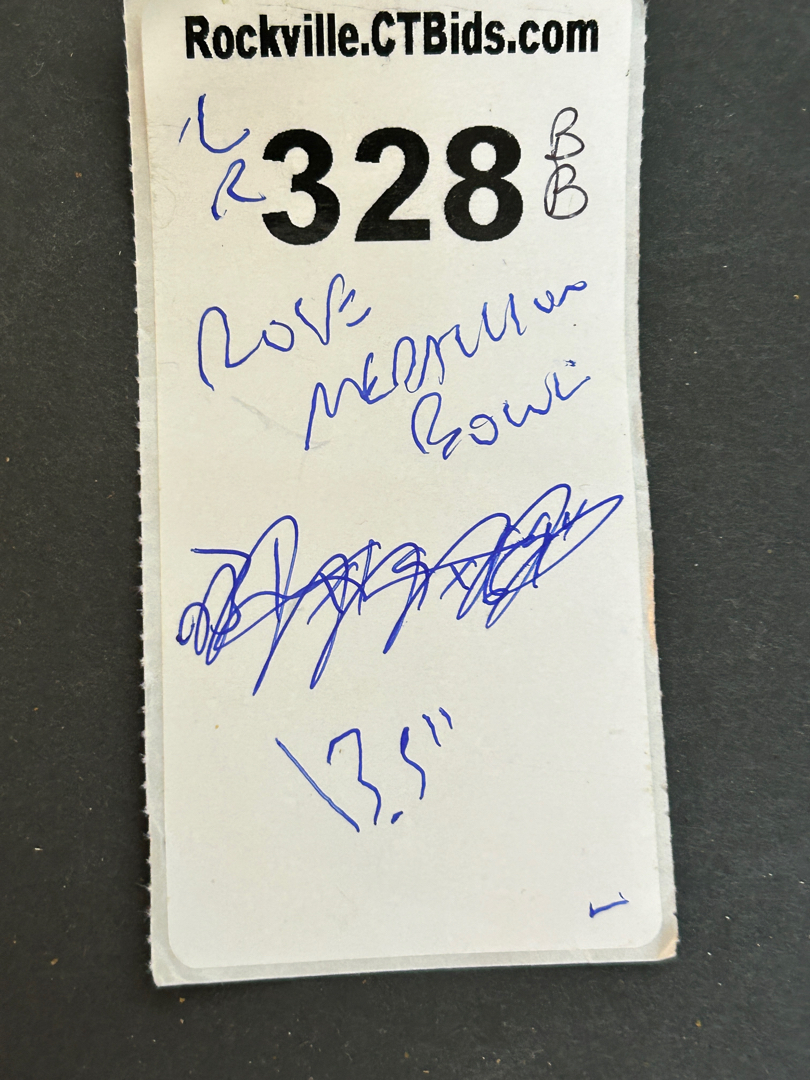 Rockville.CTBids.com
L
R
328
B
B
ROSE
MEDALLION
BOWL
13.5"